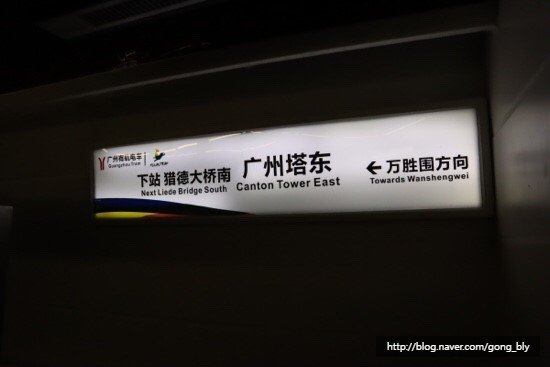 广州有轨电车
Guangzhou Tram
下站 猎德大桥南
Next Liede Bridge South
广州塔东
Canton Tower East
← 万胜围方向
Towards Wanshengwei
http://blog.naver.com/gong_bly